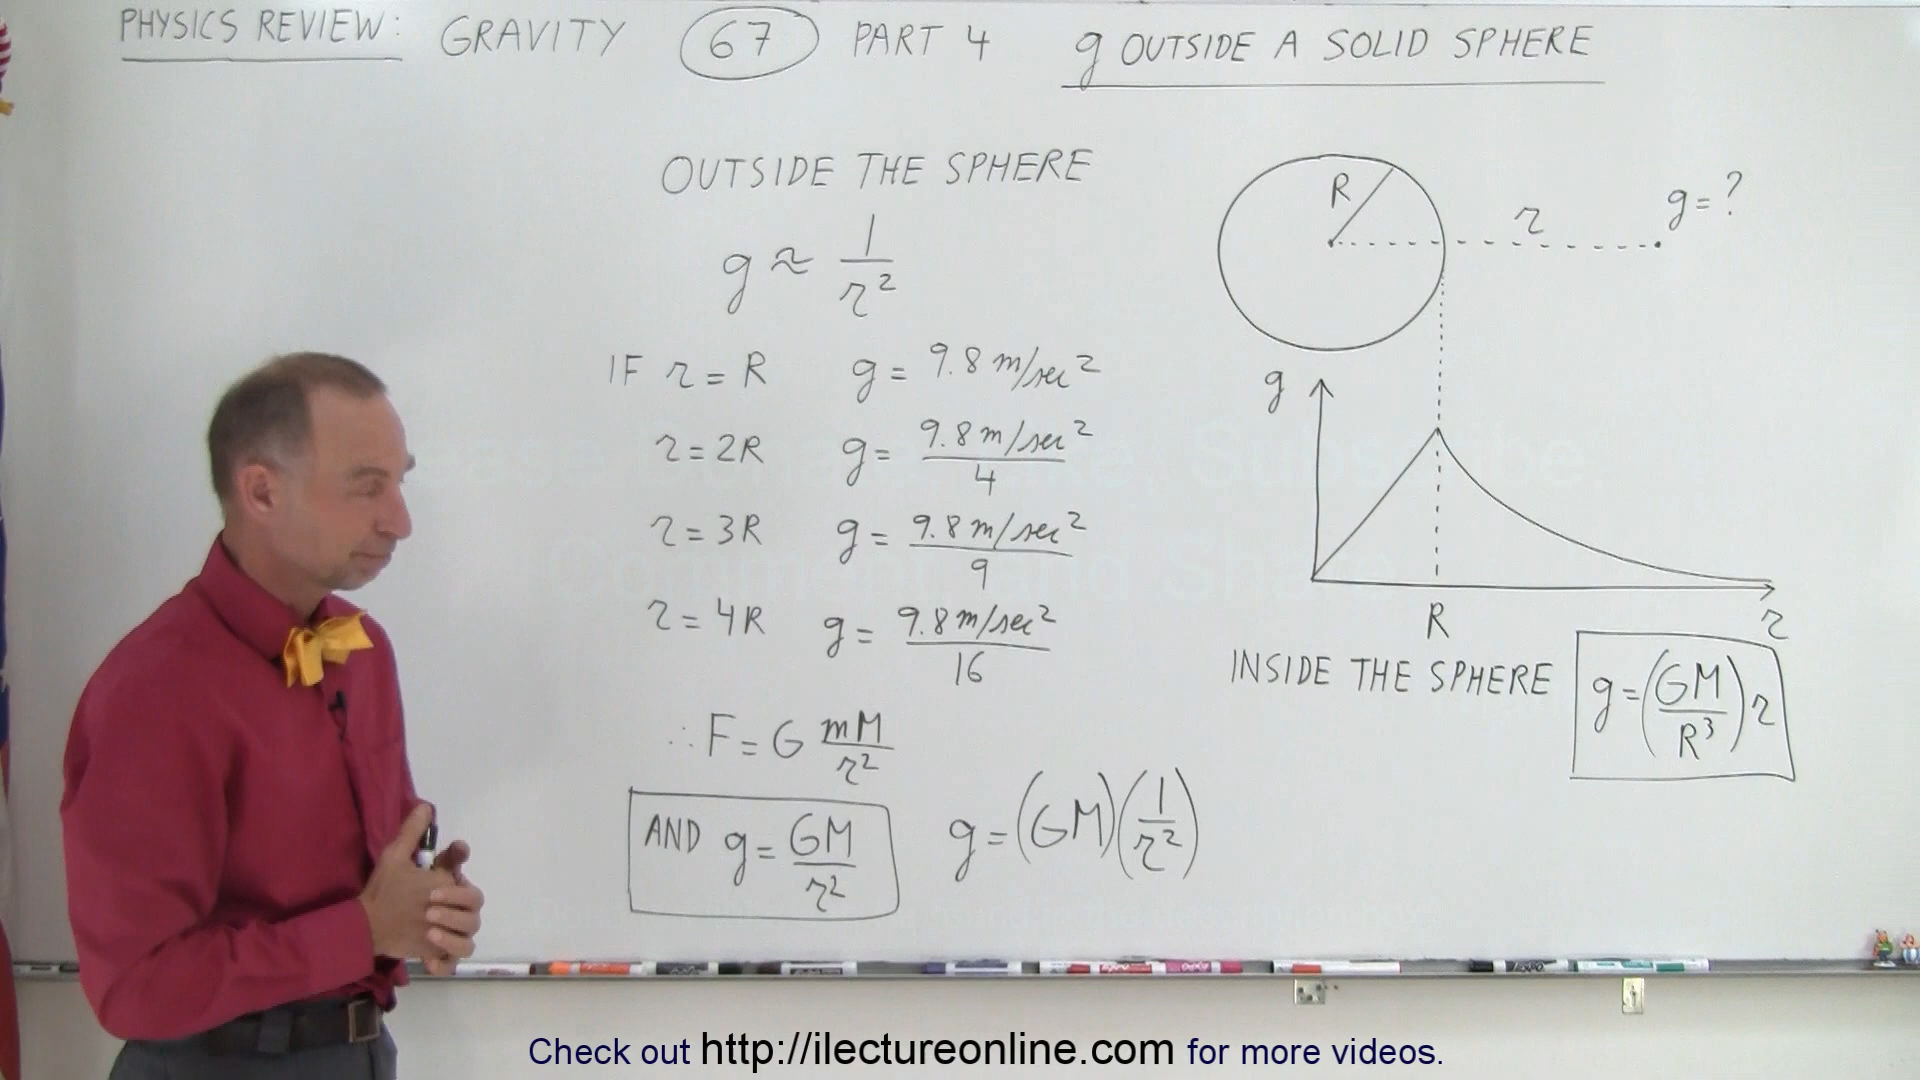 PHYSICS REVIEW: GRAVITY 67 PART 4 g OUTSIDE A SOLID SPHERE
OUTSIDE THE SPHERE
g ≈ 1/r²
IF r = R g = 9.8 m/sec²
r = 2R g = 9.8 m/sec² / 4
r = 3R g = 9.8 m/sec² / 9
r = 4R g = 9.8 m/sec² / 16
∴ F = G mM/r²
AND g = GM/r² g = (GM)(1/r²)
R
r
g = ?
g
R
r
INSIDE THE SPHERE g = (GM/R³) r
Check out http://ilectureonline.com for more videos.